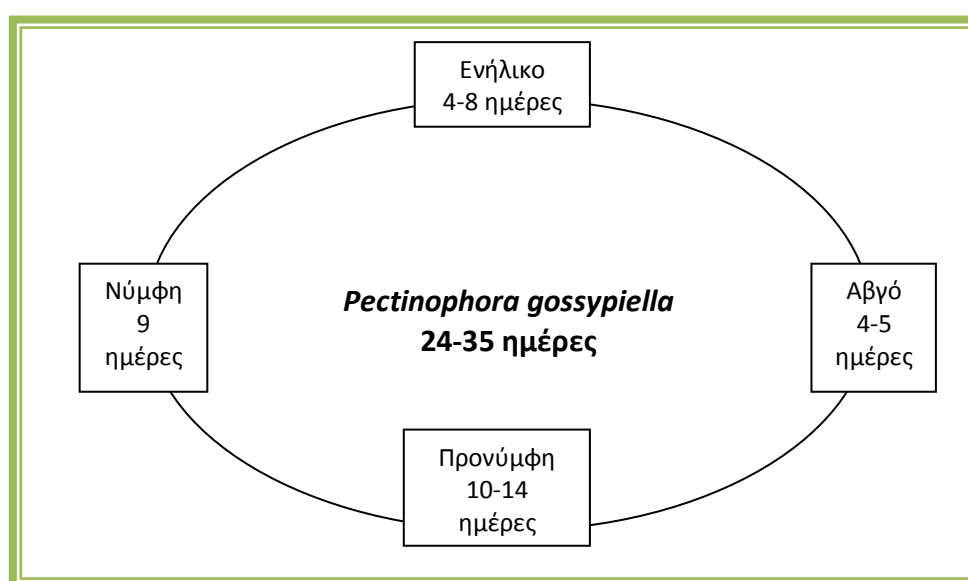 Ενήλικο
4-8 ημέρες
Νύμφη
9
ημέρες
Pectinophora gossypiella
24-35 ημέρες
Αβγό
4-5
ημέρες
Προνύμφη
10-14
ημέρες